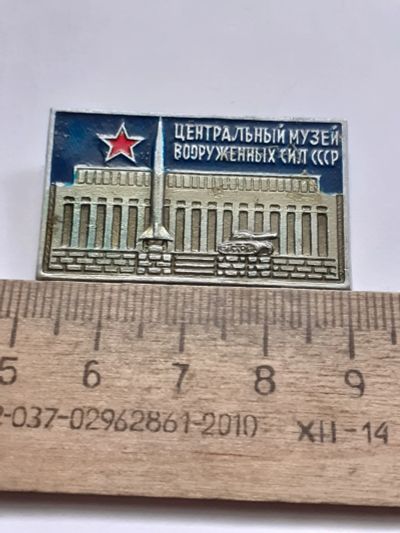 ЦЕНТРАЛЬНЫЙ МУЗЕЙ
ВООРУЖЕННЫХ СИЛ СССР
5 6 7 8 9
2-037-02962861-2010 XII-14